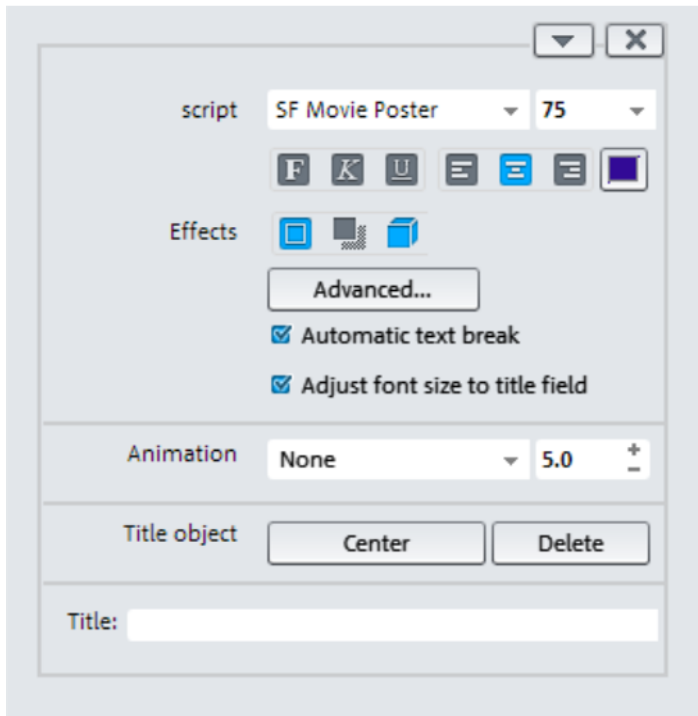 script SF Movie Poster 75
F K U
Effects
Advanced...
Automatic text break
Adjust font size to title field
Animation None 5.0
Title object Center Delete
Title: